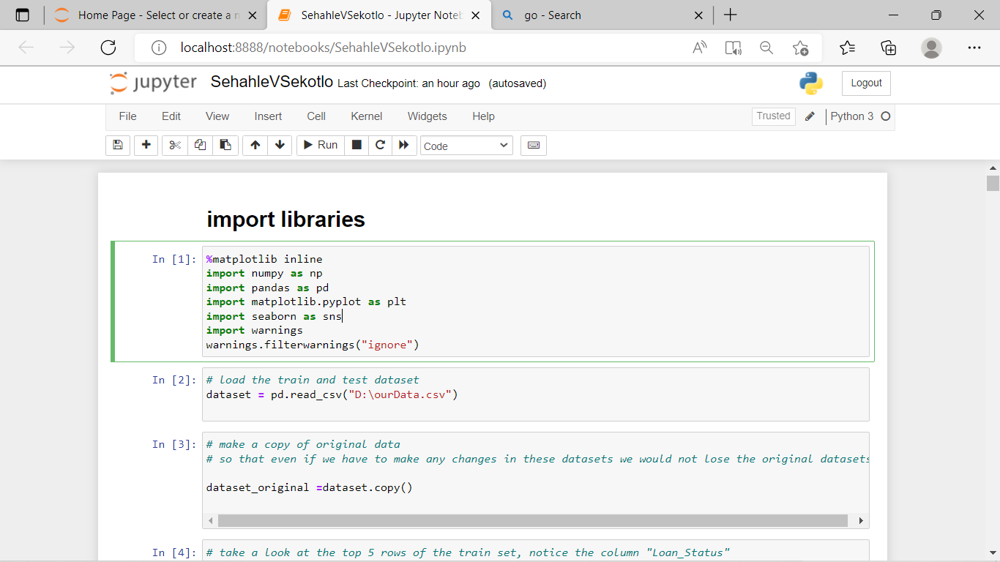 Home Page - Select or create a n
SehahleVSekotlo - Jupyter Noteb
go - Search
localhost:8888/notebooks/SehahleVSekotlo.ipynb
jupyter SehahleVSekotlo Last Checkpoint: an hour ago (autosaved) Logout
File Edit View Insert Cell Kernel Widgets Help Trusted Python 3
Run Code
import libraries
In [1]: %matplotlib inline
import numpy as np
import pandas as pd
import matplotlib.pyplot as plt
import seaborn as sns
import warnings
warnings.filterwarnings("ignore")
In [2]: # load the train and test dataset
dataset = pd.read_csv("D:\ourData.csv")
In [3]: # make a copy of original data
# so that even if we have to make any changes in these datasets we would not lose the original datasets
dataset_original =dataset.copy()
In [4]: # take a look at the top 5 rows of the train set, notice the column "Loan_Status"